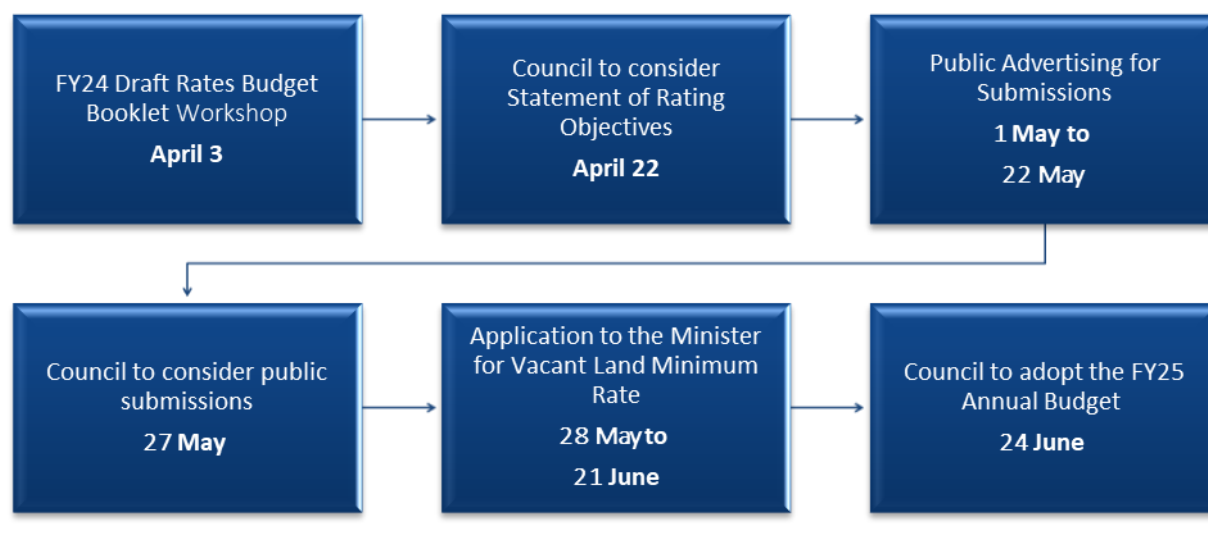 FY24 Draft Rates Budget
Booklet Workshop
April 3
Council to consider
Statement of Rating
Objectives
April 22
Public Advertising for
Submissions
1 May to
22 May
Council to consider public
submissions
27 May
Application to the Minister
for Vacant Land Minimum
Rate
28 May to
21 June
Council to adopt the FY25
Annual Budget
24 June